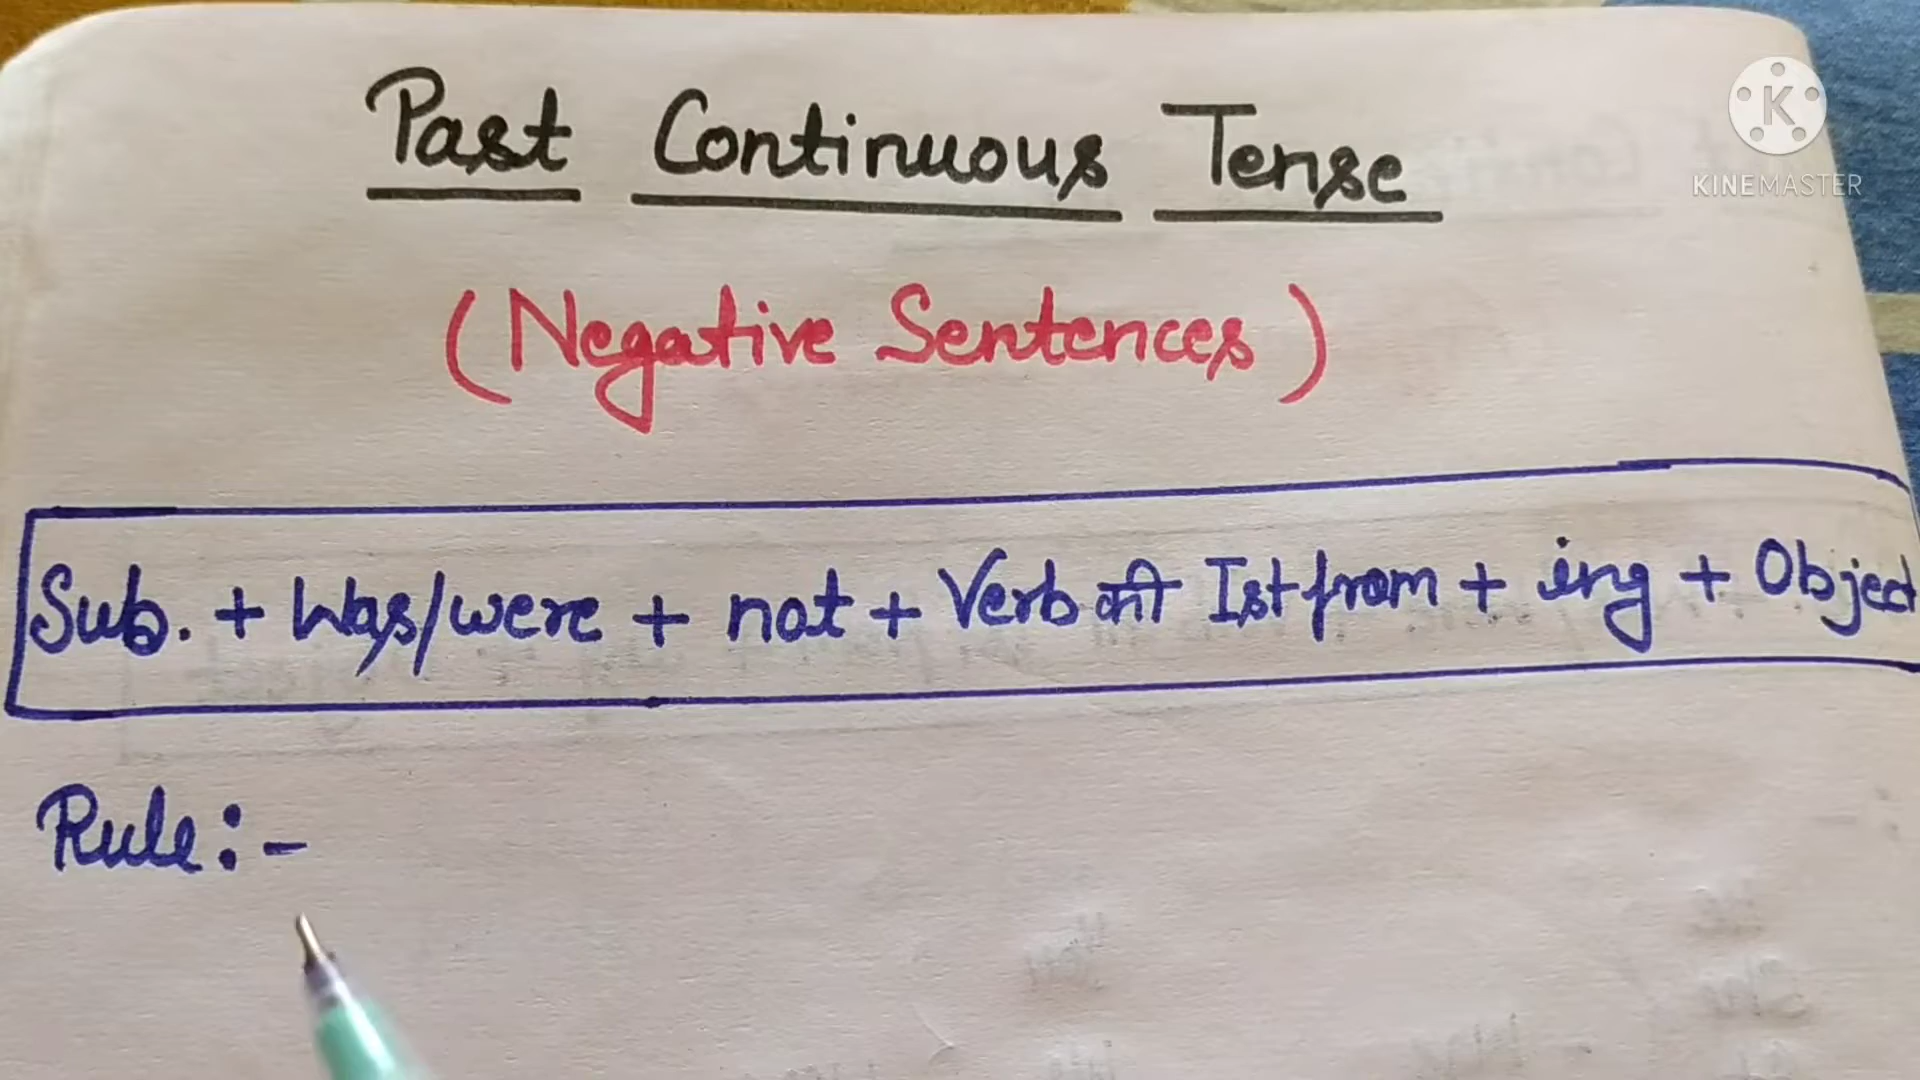 Past Continuous Tense
K
KINEMASTER
(Negative Sentences)
Sub. + Was/were + not + Verb की Ist from + ing + Object
Rule:-